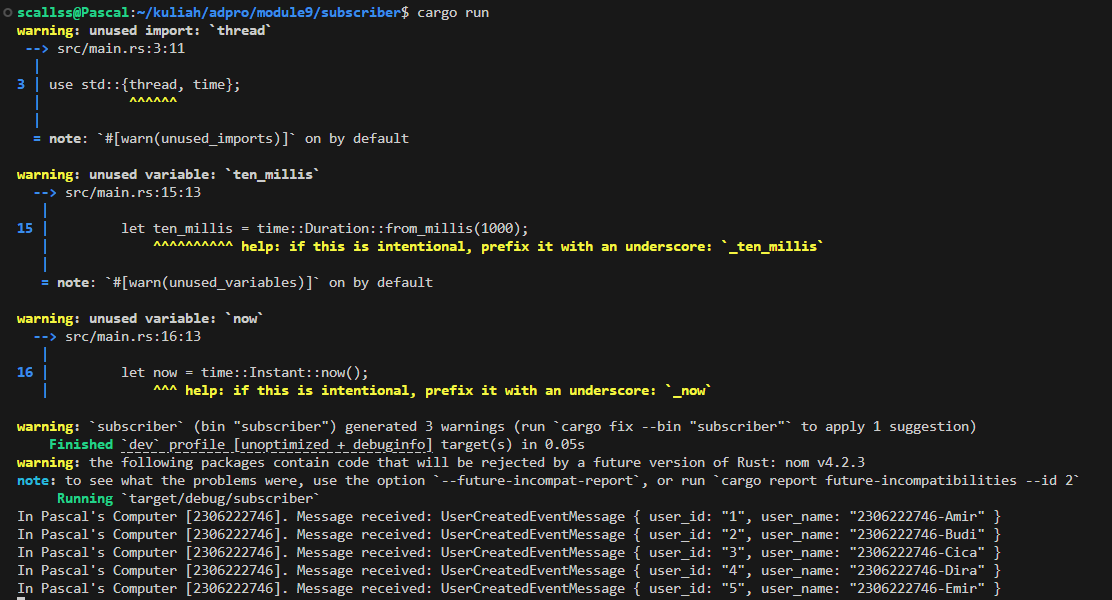 scallss@Pascal:~/kuliah/adpro/module9/subscriber$ cargo run
warning: unused import: `thread`
 --> src/main.rs:3:11
  |
3 | use std::{thread, time};
  |           ^^^^^^
  |
  = note: `#[warn(unused_imports)]` on by default

warning: unused variable: `ten_millis`
  --> src/main.rs:15:13
   |
15 |         let ten_millis = time::Duration::from_millis(1000);
   |             ^^^^^^^^^^ help: if this is intentional, prefix it with an underscore: `_ten_millis`
   |
   = note: `#[warn(unused_variables)]` on by default

warning: unused variable: `now`
  --> src/main.rs:16:13
   |
16 |         let now = time::Instant::now();
   |             ^^^ help: if this is intentional, prefix it with an underscore: `_now`

warning: `subscriber` (bin "subscriber") generated 3 warnings (run `cargo fix --bin "subscriber"` to apply 1 suggestion)
    Finished `dev` profile [unoptimized + debuginfo] target(s) in 0.05s
warning: the following packages contain code that will be rejected by a future version of Rust: nom v4.2.3
note: to see what the problems were, use the option `--future-incompat-report`, or run `cargo report future-incompatibilities --id 2`
     Running `target/debug/subscriber`
In Pascal's Computer [2306222746]. Message received: UserCreatedEventMessage { user_id: "1", user_name: "2306222746-Amir" }
In Pascal's Computer [2306222746]. Message received: UserCreatedEventMessage { user_id: "2", user_name: "2306222746-Budi" }
In Pascal's Computer [2306222746]. Message received: UserCreatedEventMessage { user_id: "3", user_name: "2306222746-Cica" }
In Pascal's Computer [2306222746]. Message received: UserCreatedEventMessage { user_id: "4", user_name: "2306222746-Dira" }
In Pascal's Computer [2306222746]. Message received: UserCreatedEventMessage { user_id: "5", user_name: "2306222746-Emir" }